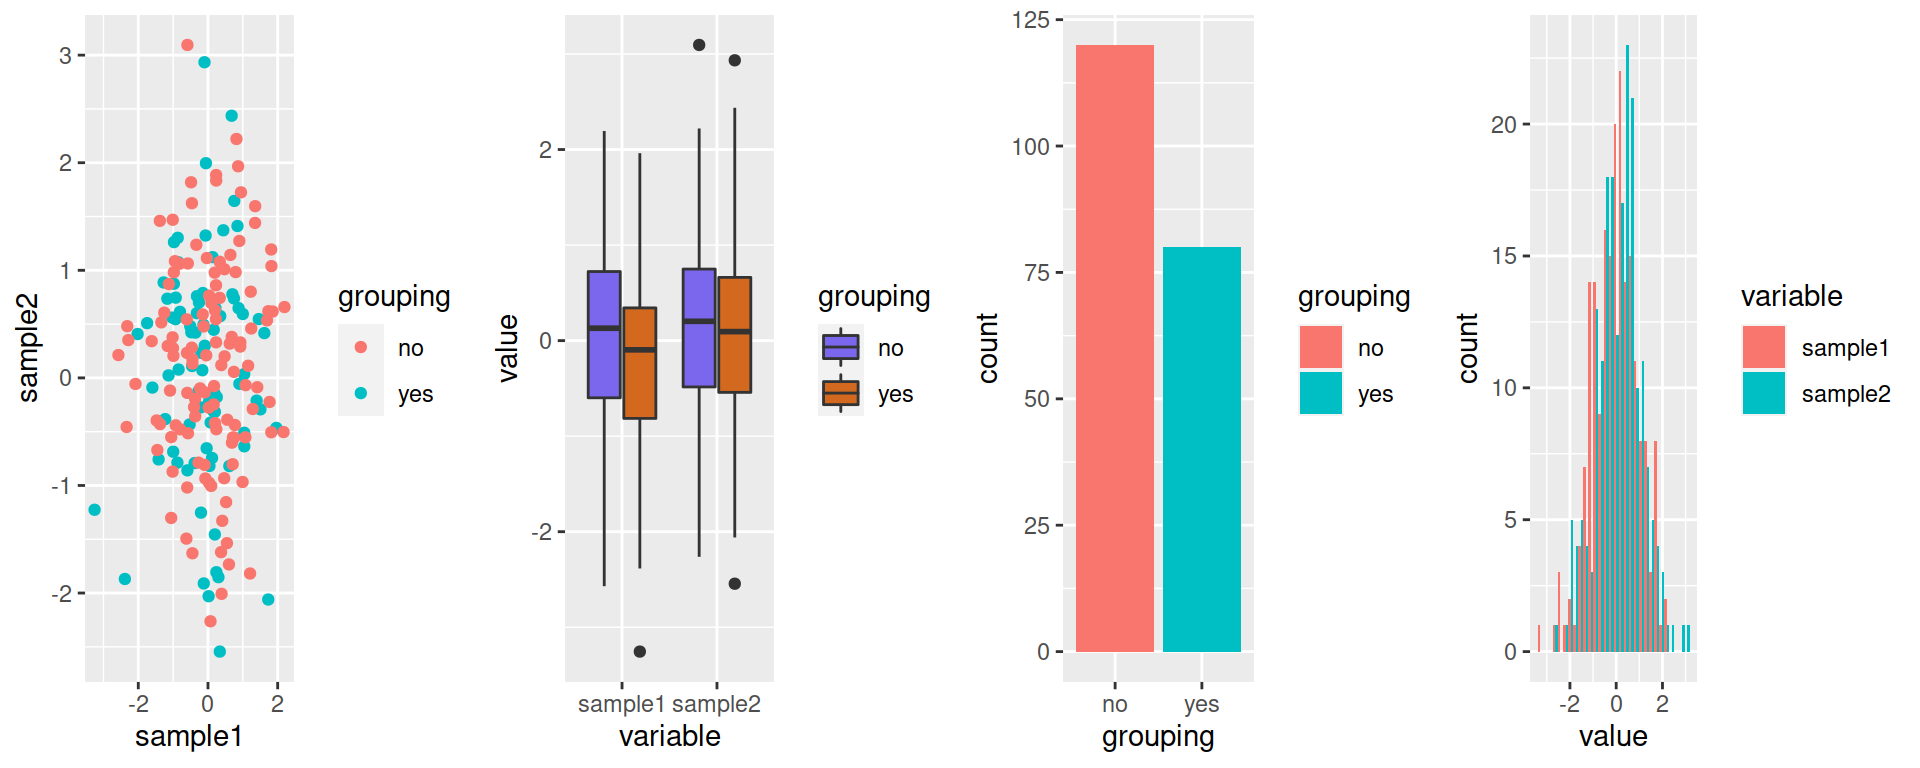 3
2
1
0
-1
-2
sample2
-2 0 2
sample1
grouping
no
yes
2
0
-2
value
sample1 sample2
variable
grouping
no
yes
125
100
75
50
25
0
count
no yes
grouping
grouping
no
yes
20
15
10
5
0
count
-2 0 2
value
variable
sample1
sample2